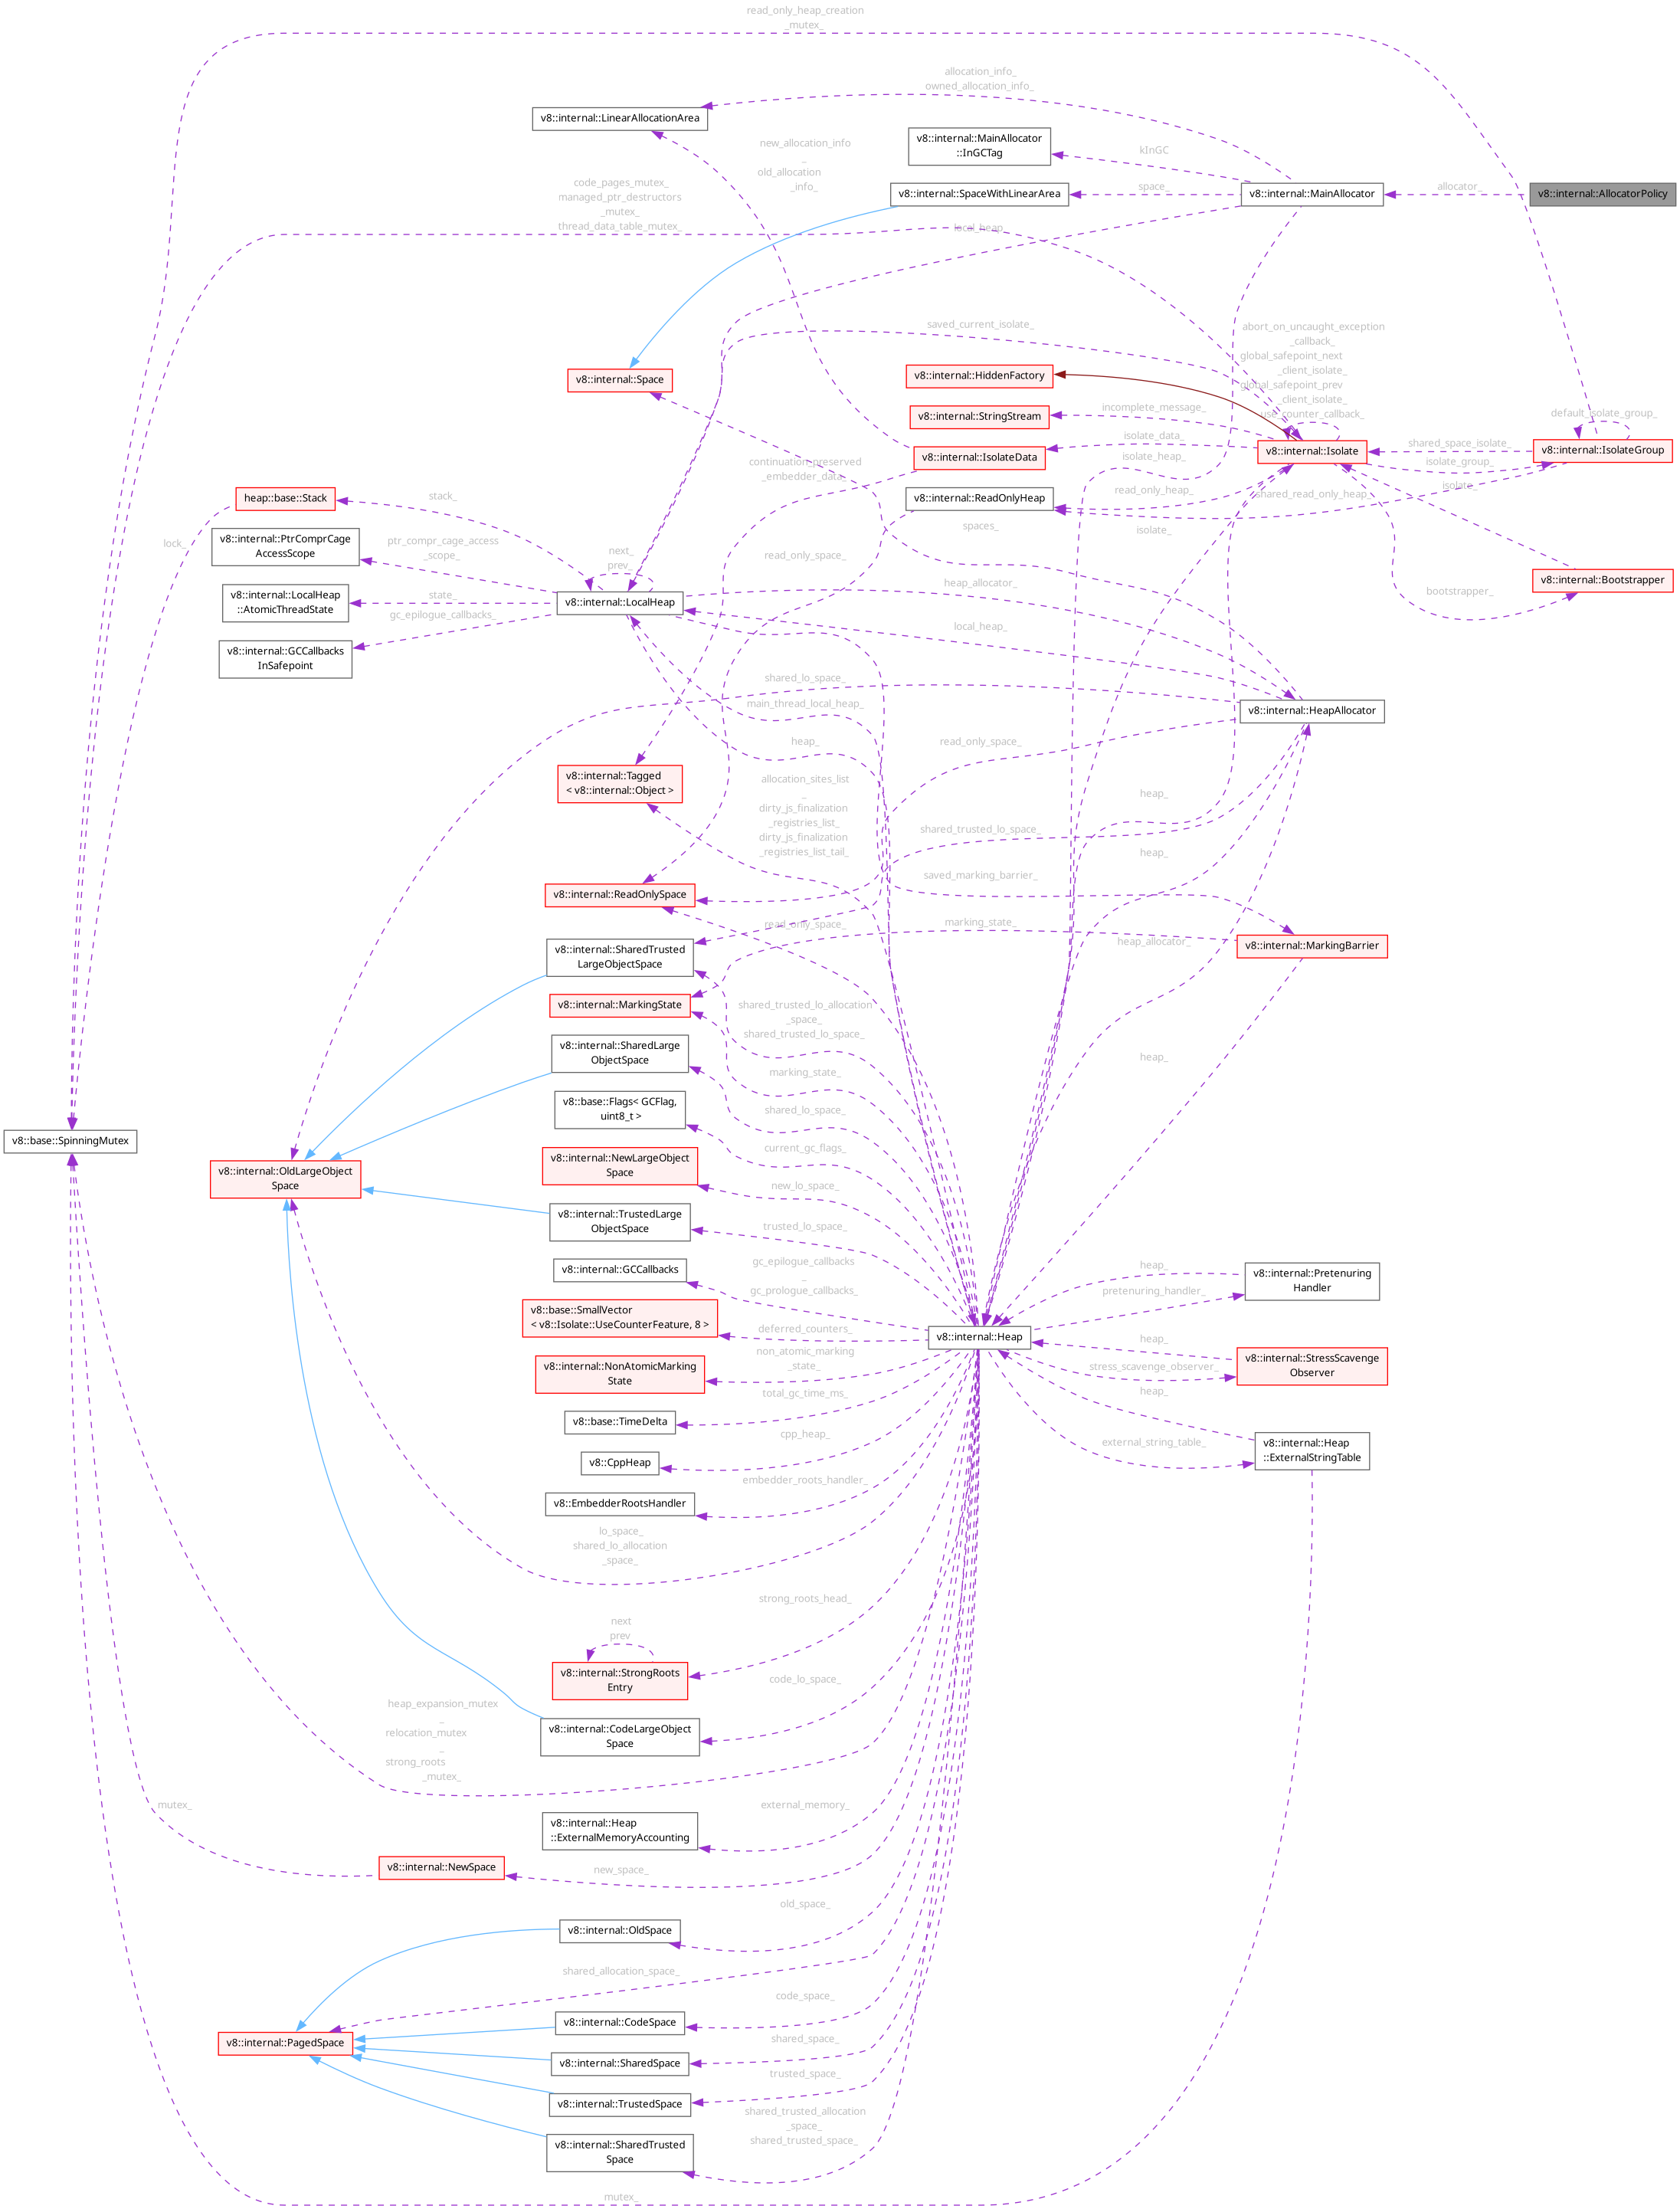 read_only_heap_creation
_mutex_
allocation_info_
owned_allocation_info_
v8::internal::LinearAllocationArea
v8::internal::MainAllocator
::InGCTag
kInGC
new_allocation_info
_
old_allocation
_info_
code_pages_mutex_
managed_ptr_destructors
_mutex_
thread_data_table_mutex_
v8::internal::SpaceWithLinearArea
space_
v8::internal::MainAllocator
allocator_
v8::internal::AllocatorPolicy
local_heap_
saved_current_isolate_
abort_on_uncaught_exception
_callback_
global_safepoint_next
_client_isolate_
global_safepoint_prev
_client_isolate_
use_counter_callback_
v8::internal::Space
v8::internal::HiddenFactory
v8::internal::StringStream
incomplete_message_
default_isolate_group_
v8::internal::IsolateData
isolate_data_
isolate_heap_
v8::internal::Isolate
shared_space_isolate_
isolate_group_
v8::internal::IsolateGroup
continuation_preserved
_embedder_data_
heap::base::Stack
stack_
v8::internal::ReadOnlyHeap
read_only_heap_
shared_read_only_heap_
isolate_
lock_
v8::internal::PtrComprCage
AccessScope
ptr_compr_cage_access
_scope_
next_
prev_
read_only_space_
spaces_
isolate_
v8::internal::LocalHeap
::AtomicThreadState
state_
v8::internal::LocalHeap
heap_allocator_
v8::internal::Bootstrapper
bootstrapper_
gc_epilogue_callbacks_
v8::internal::GCCallbacks
InSafepoint
local_heap_
shared_lo_space_
main_thread_local_heap_
v8::internal::HeapAllocator
heap_
read_only_space_
v8::internal::Tagged
< v8::internal::Object >
allocation_sites_list
_
dirty_js_finalization
_registries_list_
dirty_js_finalization
_registries_list_tail_
heap_
shared_trusted_lo_space_
heap_
v8::internal::ReadOnlySpace
saved_marking_barrier_
read_only_space_
marking_state_
heap_allocator_
v8::internal::MarkingBarrier
v8::internal::SharedTrusted
LargeObjectSpace
v8::internal::MarkingState
shared_trusted_lo_allocation
_space_
shared_trusted_lo_space_
v8::internal::SharedLarge
ObjectSpace
marking_state_
heap_
v8::base::Flags< GCFlag,
uint8_t >
shared_lo_space_
v8::base::SpinningMutex
current_gc_flags_
v8::internal::OldLargeObject
Space
v8::internal::NewLargeObject
Space
new_lo_space_
v8::internal::TrustedLarge
ObjectSpace
trusted_lo_space_
v8::internal::GCCallbacks
gc_epilogue_callbacks
_
gc_prologue_callbacks_
heap_
pretenuring_handler_
v8::internal::Pretenuring
Handler
v8::base::SmallVector
< v8::Isolate::UseCounterFeature, 8 >
deferred_counters_
v8::internal::Heap
heap_
v8::internal::NonAtomicMarking
State
non_atomic_marking
_state_
stress_scavenge_observer_
v8::internal::StressScavenge
Observer
total_gc_time_ms_
v8::base::TimeDelta
heap_
cpp_heap_
v8::CppHeap
external_string_table_
v8::internal::Heap
::ExternalStringTable
embedder_roots_handler_
v8::EmbedderRootsHandler
lo_space_
shared_lo_allocation
_space_
strong_roots_head_
next
prev
v8::internal::StrongRoots
Entry
code_lo_space_
heap_expansion_mutex
_
relocation_mutex
_
strong_roots
_mutex_
v8::internal::CodeLargeObject
Space
mutex_
external_memory_
v8::internal::Heap
::ExternalMemoryAccounting
v8::internal::NewSpace
new_space_
old_space_
v8::internal::OldSpace
shared_allocation_space_
code_space_
v8::internal::CodeSpace
v8::internal::PagedSpace
shared_space_
v8::internal::SharedSpace
trusted_space_
v8::internal::TrustedSpace
shared_trusted_allocation
_space_
shared_trusted_space_
v8::internal::SharedTrusted
Space
mutex_